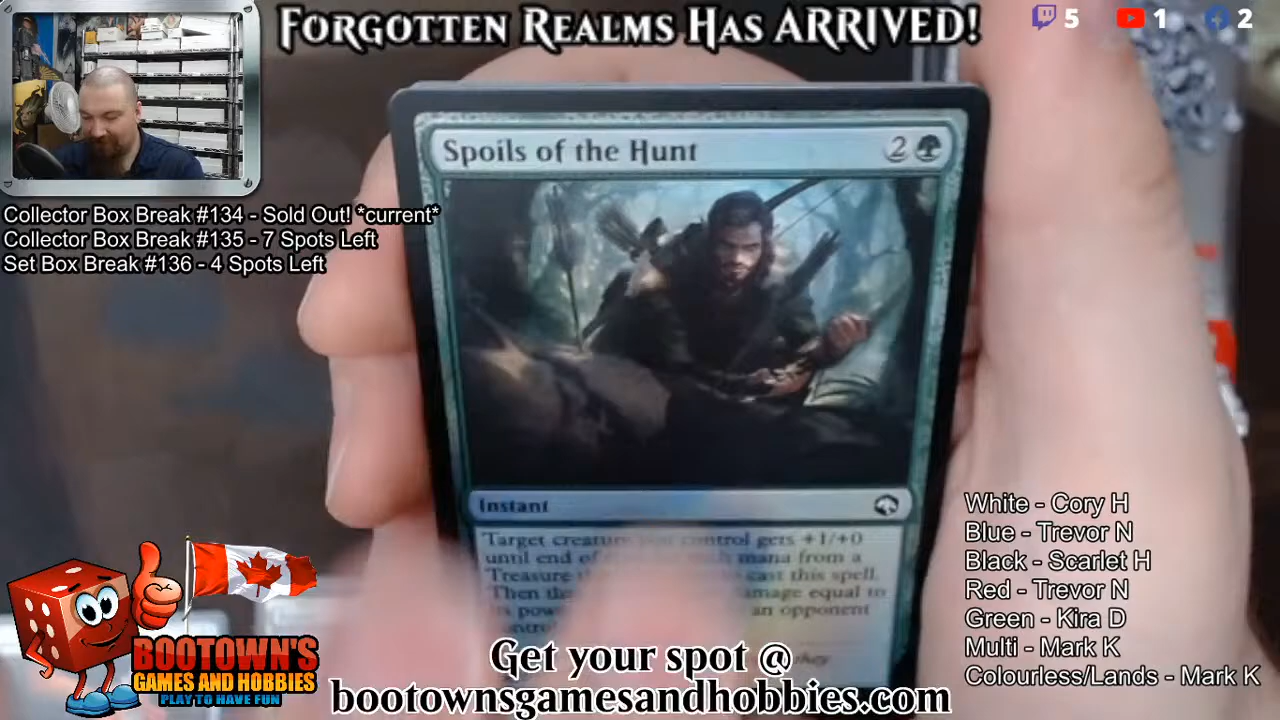 Forgotten Realms Has ARRIVED!
5 1 2
Collector Box Break #134 - Sold Out! *current*
Collector Box Break #135 - 7 Spots Left
Set Box Break #136 - 4 Spots Left
Spoils of the Hunt 2
Instant
Target creature you control gets +1/+0
until end of mana from a
Treasure cast this spell.
Then damage equal to
its power an opponent
White - Cory H
Blue - Trevor N
Black - Scarlet H
Red - Trevor N
Green - Kira D
Multi - Mark K
Colourless/Lands - Mark K
BOOTOWN'S
GAMES AND HOBBIES
PLAY TO HAVE FUN
Get your spot @
bootownsgamesandhobbies.com